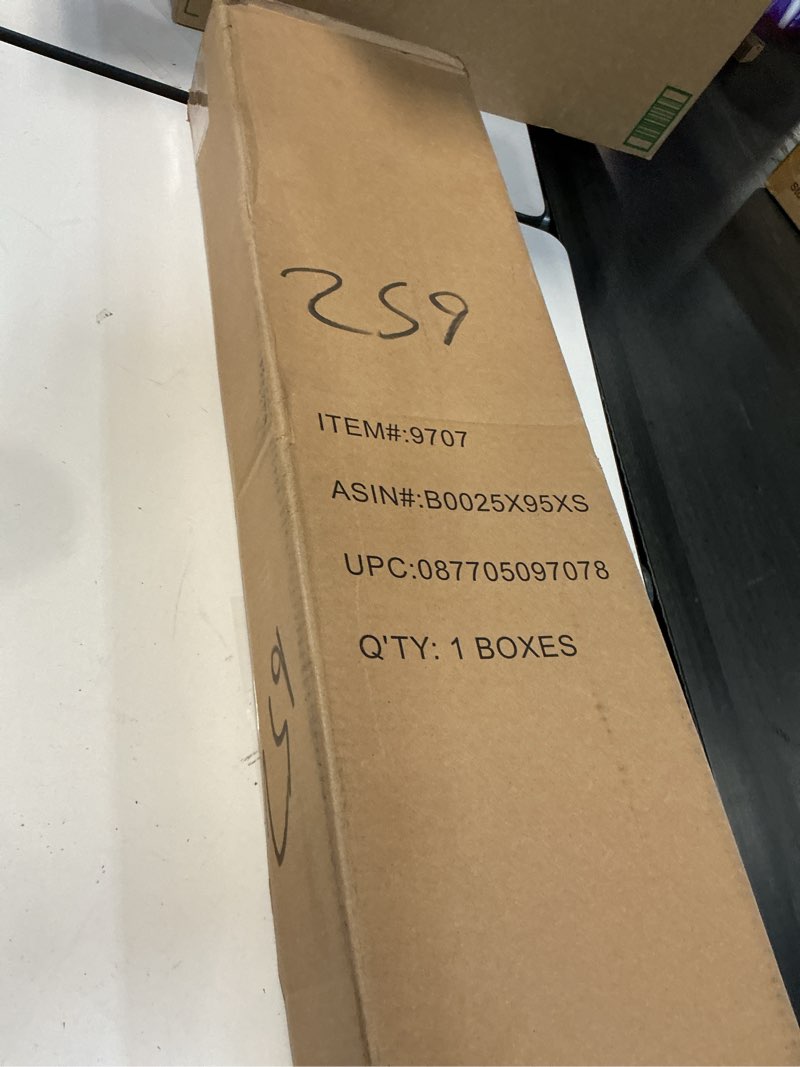 259
ITEM#:9707
ASIN#:B0025X95XS
UPC:087705097078
Q'TY: 1 BOXES
259